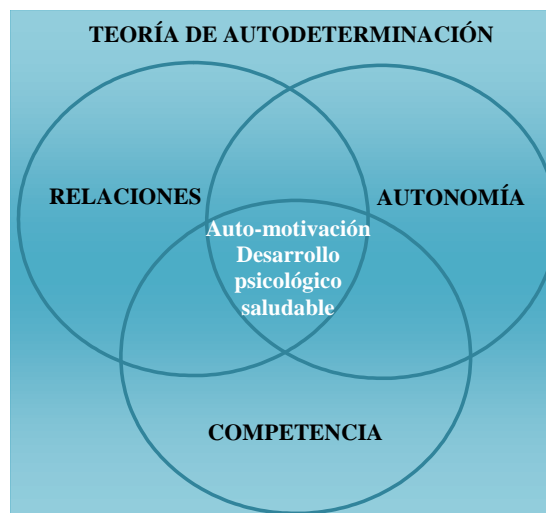 TEORÍA DE AUTODETERMINACIÓN
RELACIONES
AUTONOMÍA
Auto-motivación
Desarrollo
psicológico
saludable
COMPETENCIA